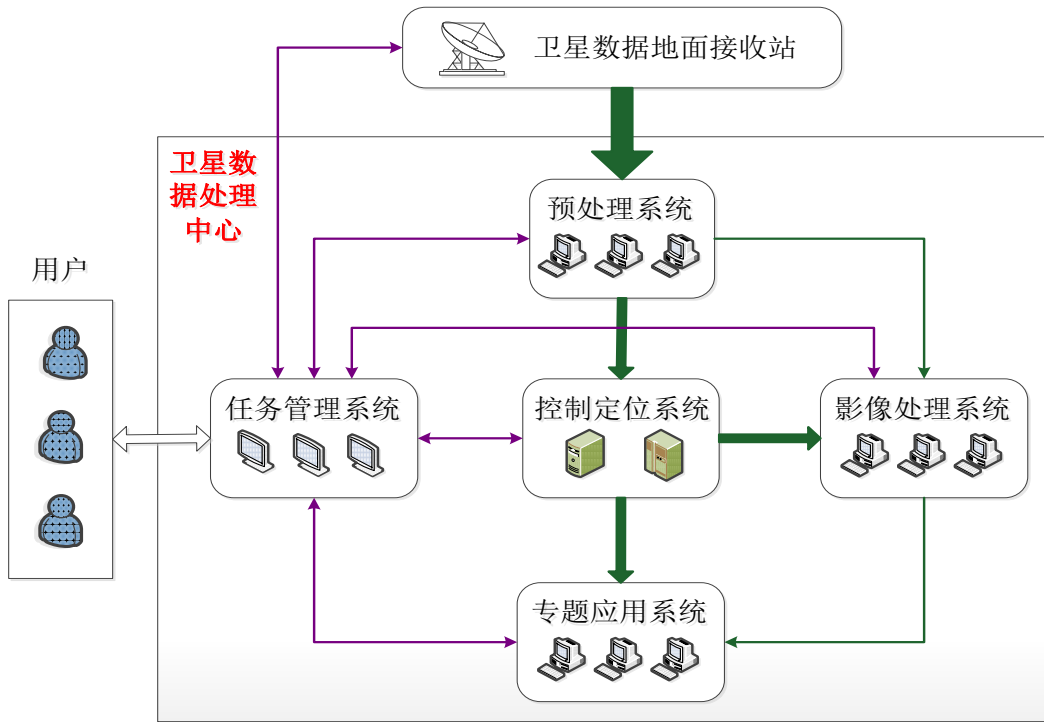 卫星数据地面接收站
卫星数
据处理
中心
预处理系统
用户
任务管理系统
控制定位系统
影像处理系统
专题应用系统